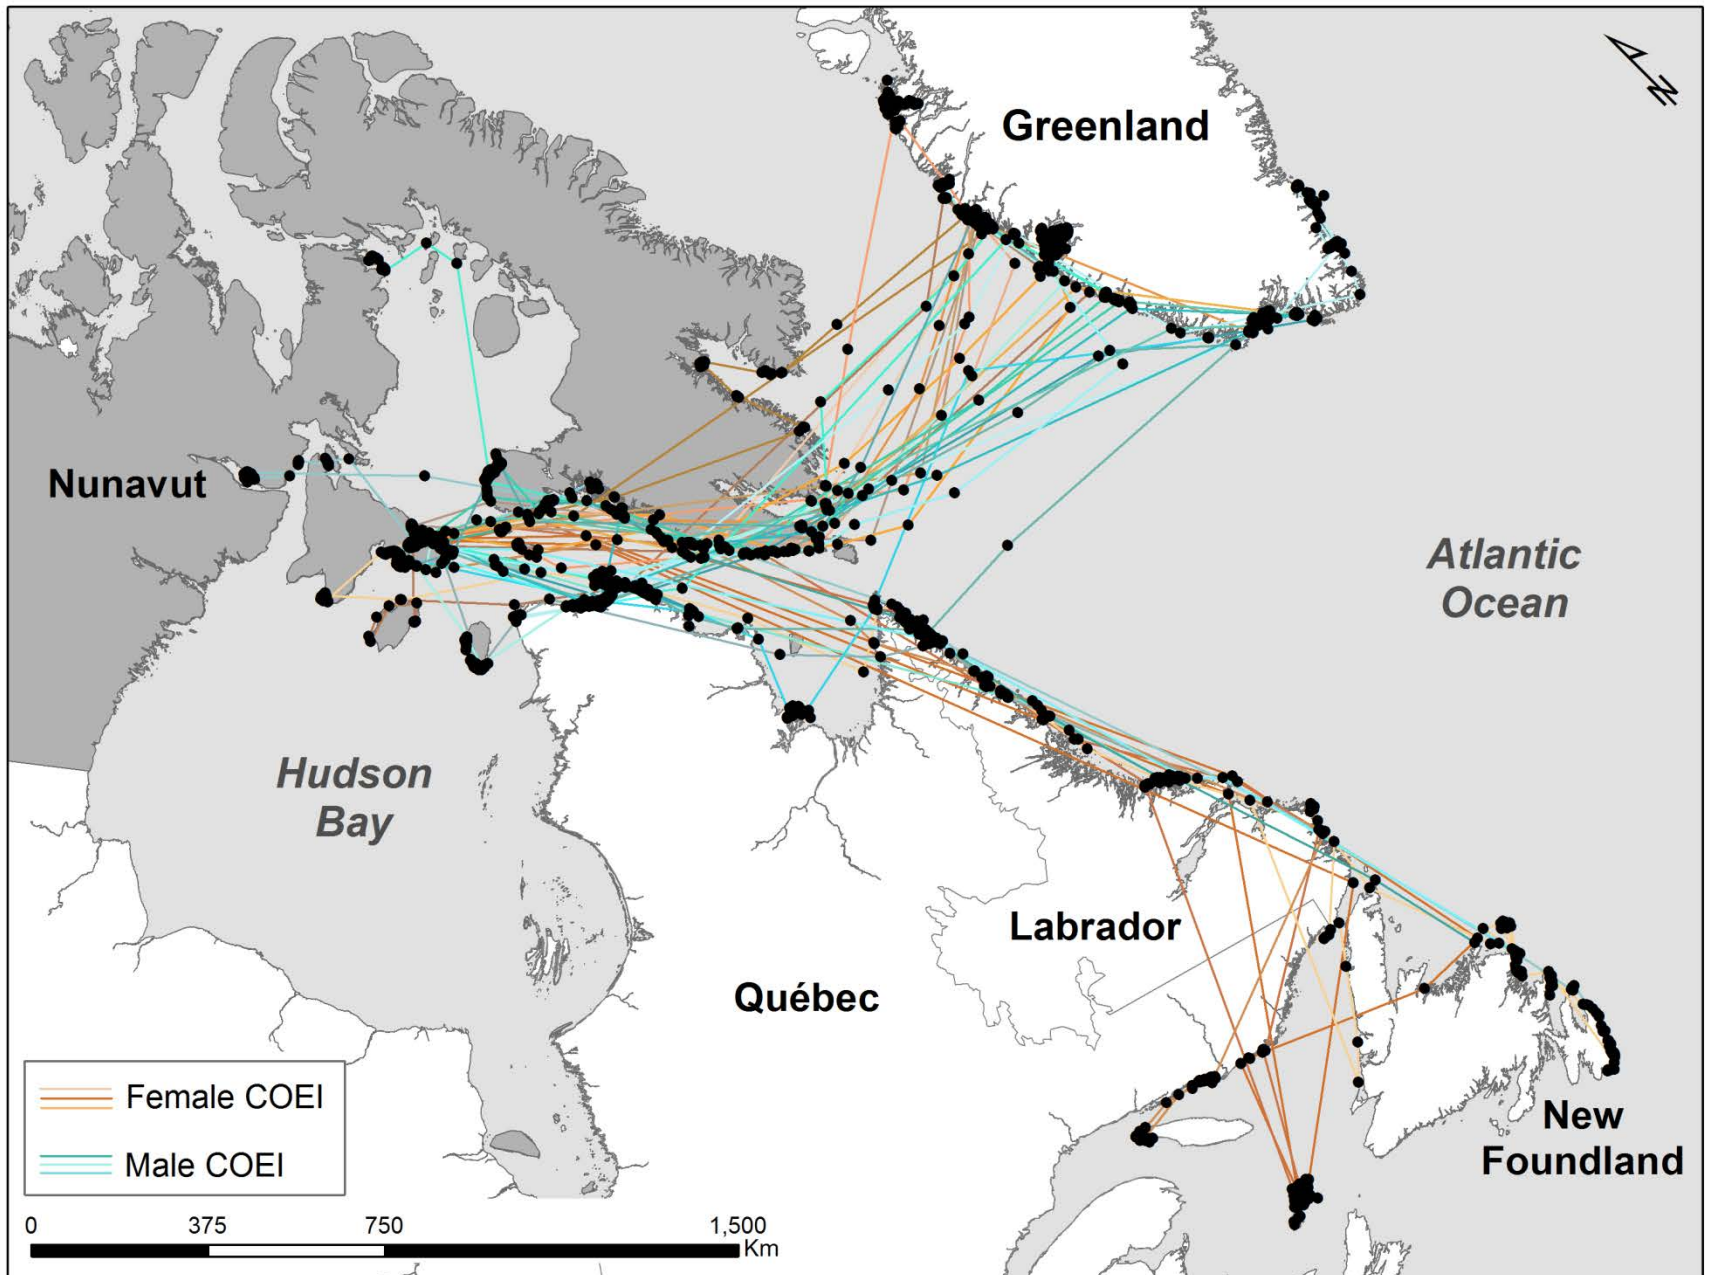 Greenland
Nunavut
Atlantic
Ocean
Hudson
Bay
Labrador
Québec
New
Foundland
Female COEI
Male COEI
0 375 750 1,500
Km
N